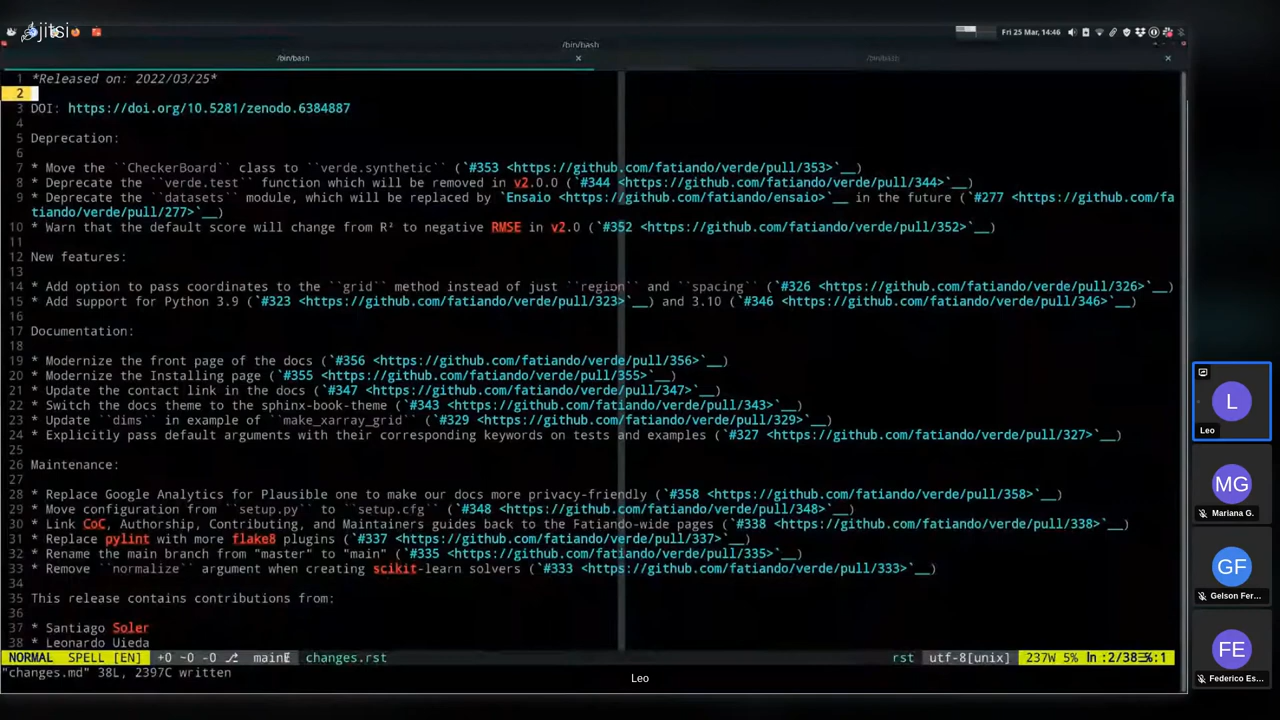 jitsi
Fri 25 Mar, 14:46
/bin/bash
/bin/bash
/bin/bash
1 *Released on: 2022/03/25*
2
3 DOI: https://doi.org/10.5281/zenodo.6384887
4
5 Deprecation:
6
7 * Move the ``CheckerBoard`` class to ``verde.synthetic`` (`#353 <https://github.com/fatiando/verde/pull/353>`__)
8 * Deprecate the ``verde.test`` function which will be removed in v2.0.0 (`#344 <https://github.com/fatiando/verde/pull/344>`__)
9 * Deprecate the ``datasets`` module, which will be replaced by `Ensaio <https://github.com/fatiando/ensaio>`__ in the future (`#277 <https://github.com/fa
tiando/verde/pull/277>`__)
10 * Warn that the default score will change from R² to negative RMSE in v2.0 (`#352 <https://github.com/fatiando/verde/pull/352>`__)
11
12 New features:
13
14 * Add option to pass coordinates to the ``grid`` method instead of just ``region`` and ``spacing`` (`#326 <https://github.com/fatiando/verde/pull/326>`__)
15 * Add support for Python 3.9 (`#323 <https://github.com/fatiando/verde/pull/323>`__) and 3.10 (`#346 <https://github.com/fatiando/verde/pull/346>`__)
16
17 Documentation:
18
19 * Modernize the front page of the docs (`#356 <https://github.com/fatiando/verde/pull/356>`__)
20 * Modernize the Installing page (`#355 <https://github.com/fatiando/verde/pull/355>`__)
21 * Update the contact link in the docs (`#347 <https://github.com/fatiando/verde/pull/347>`__)
22 * Switch the docs theme to the sphinx-book-theme (`#343 <https://github.com/fatiando/verde/pull/343>`__)
23 * Update ``dims`` in example of ``make_xarray_grid`` (`#329 <https://github.com/fatiando/verde/pull/329>`__)
24 * Explicitly pass default arguments with their corresponding keywords on tests and examples (`#327 <https://github.com/fatiando/verde/pull/327>`__)
25
26 Maintenance:
27
28 * Replace Google Analytics for Plausible one to make our docs more privacy-friendly (`#358 <https://github.com/fatiando/verde/pull/358>`__)
29 * Move configuration from ``setup.py`` to ``setup.cfg`` (`#348 <https://github.com/fatiando/verde/pull/348>`__)
30 * Link CoC, Authorship, Contributing, and Maintainers guides back to the Fatiando-wide pages (`#338 <https://github.com/fatiando/verde/pull/338>`__)
31 * Replace pylint with more flake8 plugins (`#337 <https://github.com/fatiando/verde/pull/337>`__)
32 * Rename the main branch from "master" to "main" (`#335 <https://github.com/fatiando/verde/pull/335>`__)
33 * Remove ``normalize`` argument when creating scikit-learn solvers (`#333 <https://github.com/fatiando/verde/pull/333>`__)
34
35 This release contains contributions from:
36
37 * Santiago Soler
38 * Leonardo Uieda
NORMAL SPELL [EN] +0 ~0 -0 main changes.rst rst utf-8[unix] 237W 5% ln :2/38 :1
"changes.md" 38L, 2397C written
Leo
L
Leo
MG
Mariana G.
GF
Gelson Fer...
FE
Federico Es...